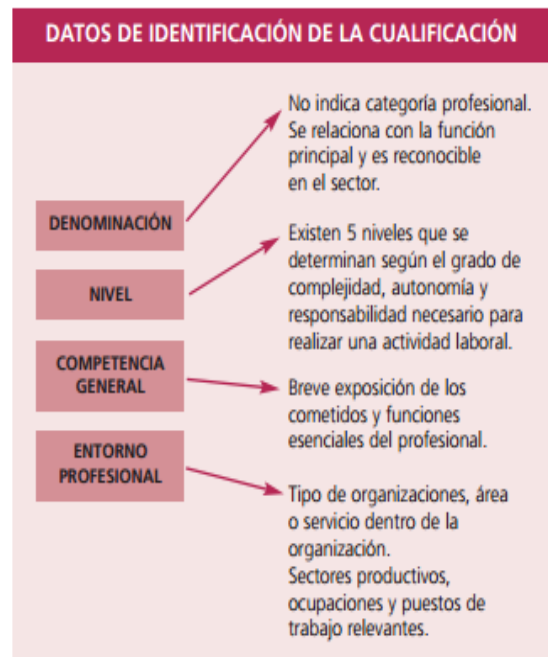 DATOS DE IDENTIFICACIÓN DE LA CUALIFICACIÓN
DENOMINACIÓN
No indica categoría profesional.
Se relaciona con la función
principal y es reconocible
en el sector.
NIVEL
Existen 5 niveles que se
determinan según el grado de
complejidad, autonomía y
responsabilidad necesario para
realizar una actividad laboral.
COMPETENCIA
GENERAL
Breve exposición de los
cometidos y funciones
esenciales del profesional.
ENTORNO
PROFESIONAL
Tipo de organizaciones, área
o servicio dentro de la
organización.
Sectores productivos,
ocupaciones y puestos de
trabajo relevantes.